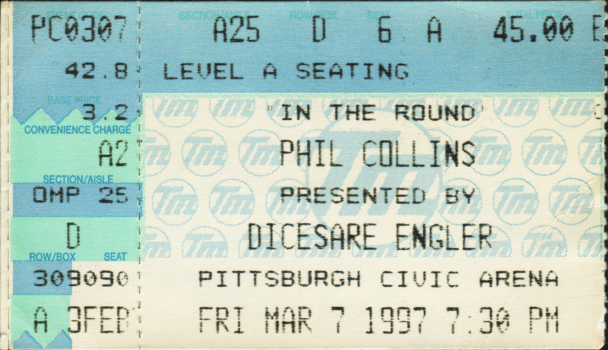 PC0307 A25 D 6 A 45.00 E
42.8 LEVEL A SEATING
3.2 "IN THE ROUND"
CONVENIENCE CHARGE
A2 PHIL COLLINS
SECTION/AISLE
OMP 25 PRESENTED BY
D DICESARE ENGLER
ROW/BOX SEAT
309090 PITTSBURGH CIVIC ARENA
A 3FEB FRI MAR 7 1997 7:30 PM